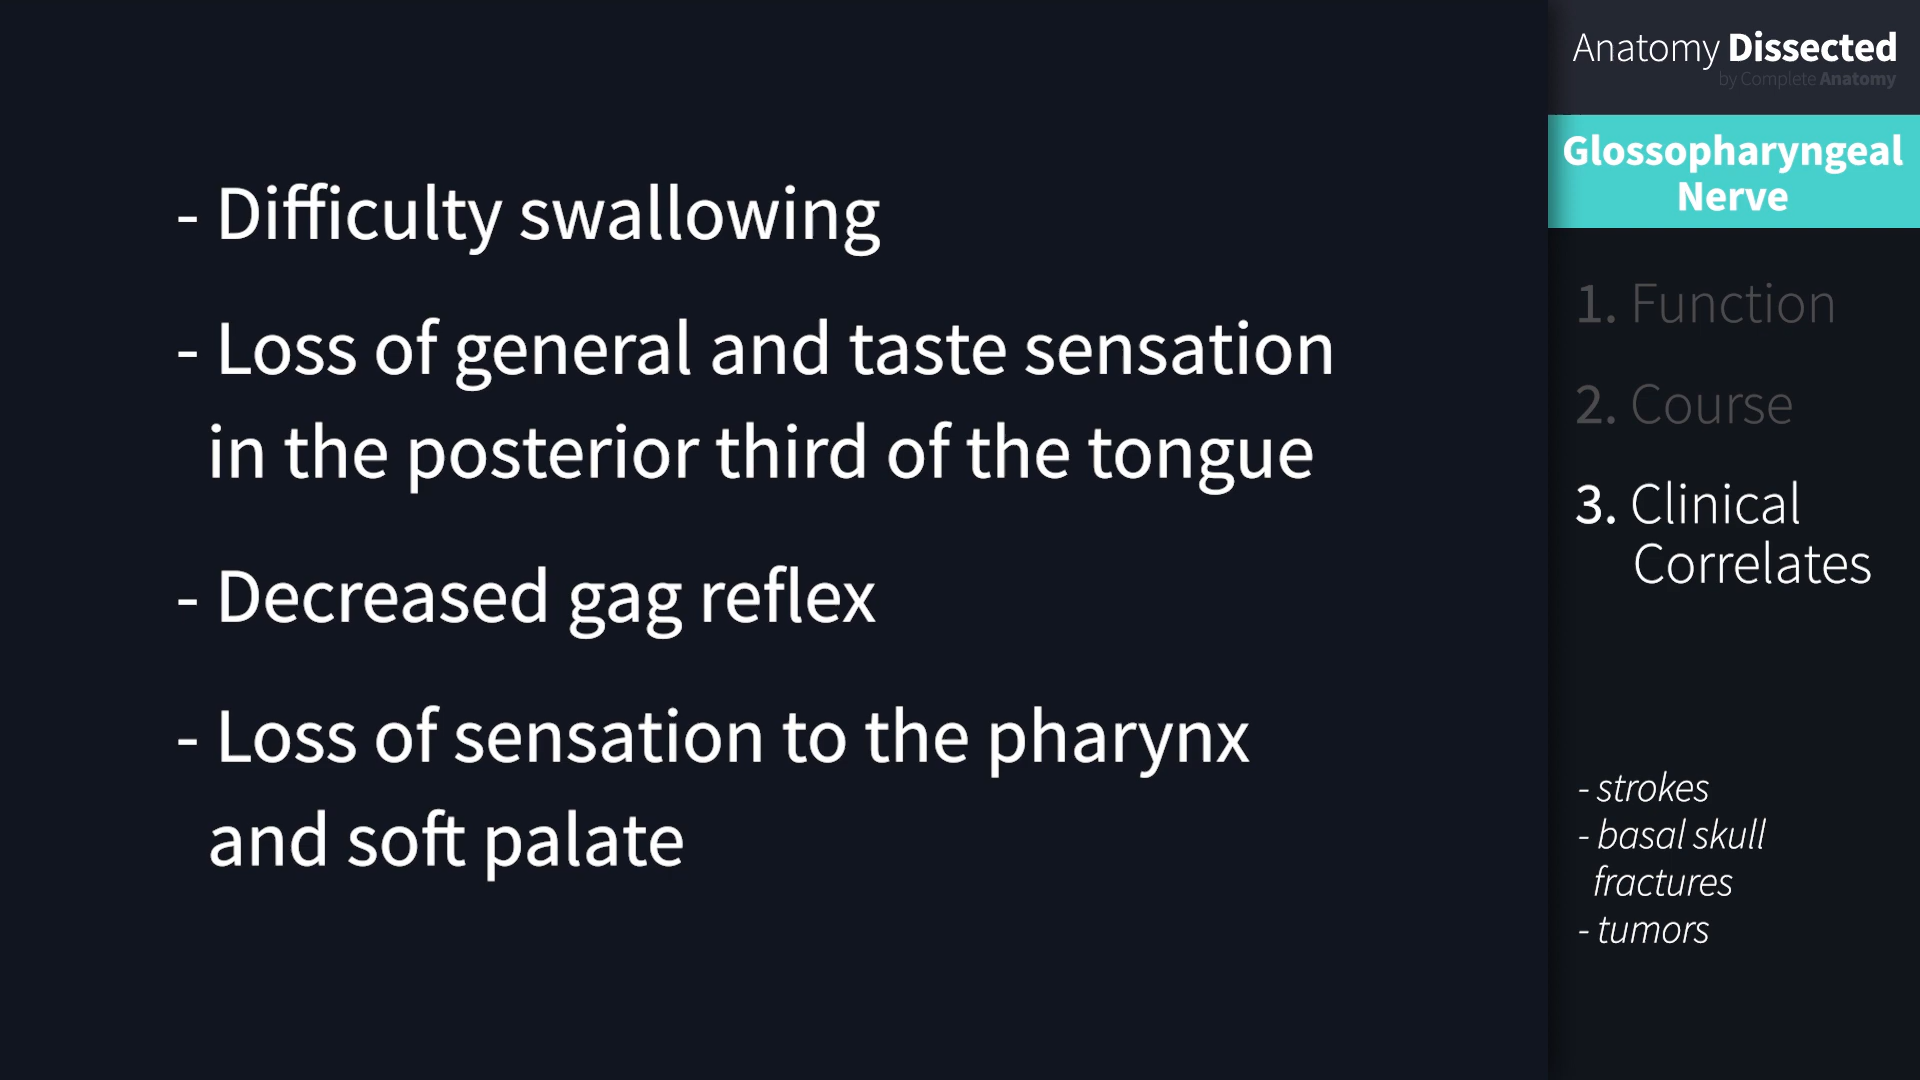 - Difficulty swallowing
- Loss of general and taste sensation
in the posterior third of the tongue
- Decreased gag reflex
- Loss of sensation to the pharynx
and soft palate
Anatomy Dissected
by Complete Anatomy
Glossopharyngeal
Nerve
1. Function
2. Course
3. Clinical
Correlates
- strokes
- basal skull
fractures
- tumors